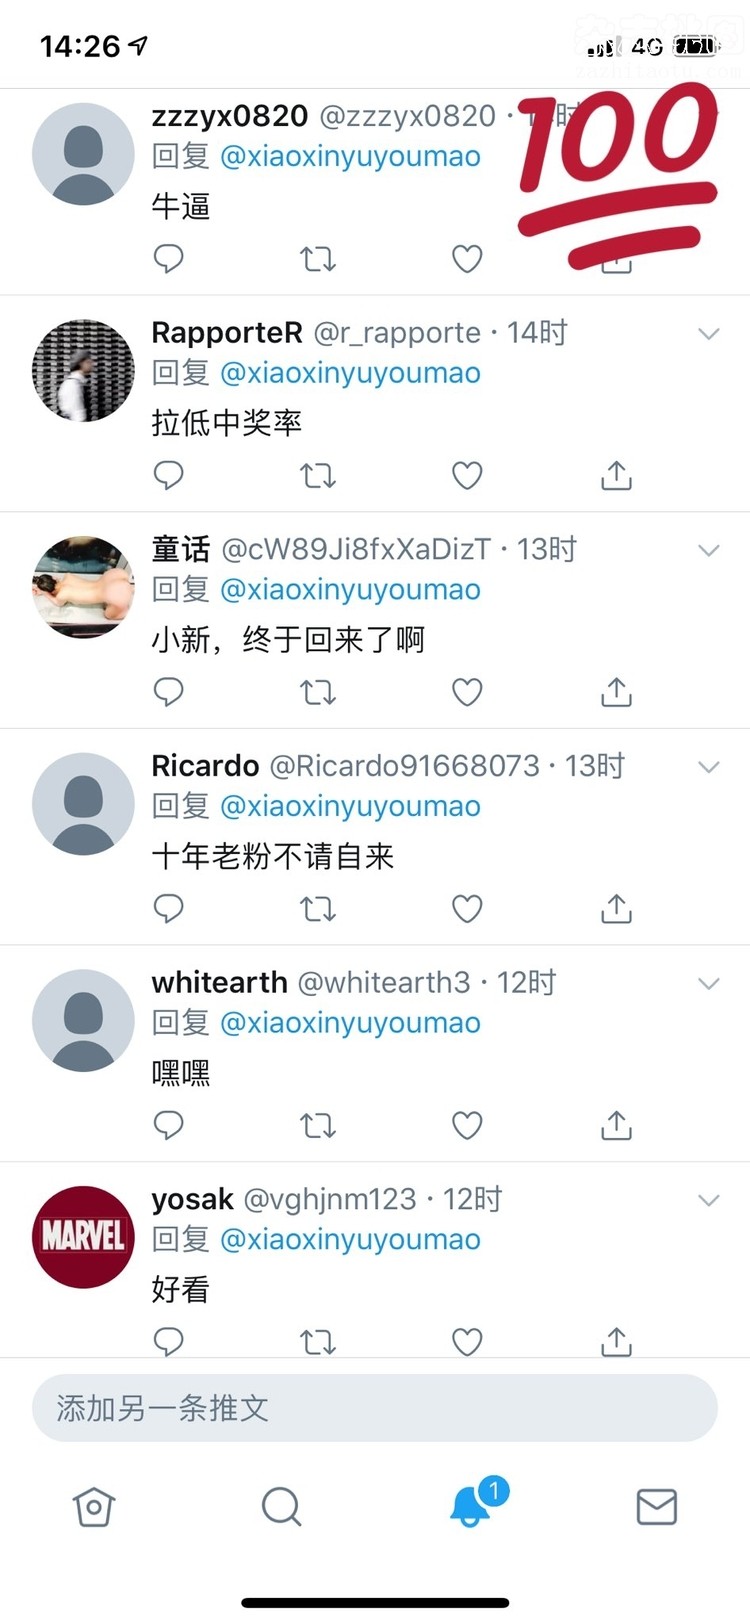 14:26
4G
zzzyx0820 @zzzyx0820 ·
100
回复 @xiaoxinyuyoumao
牛逼
RapporteR @r_rapporte · 14时
回复 @xiaoxinyuyoumao
拉低中奖率
童话 @cW89Ji8fxXaDizT · 13时
回复 @xiaoxinyuyoumao
小新，终于回来了啊
Ricardo @Ricardo91668073 · 13时
回复 @xiaoxinyuyoumao
十年老粉不请自来
whitearth @whitearth3 · 12时
回复 @xiaoxinyuyoumao
嘿嘿
MARVEL
yosak @vghjnm123 · 12时
回复 @xiaoxinyuyoumao
好看
添加另一条推文
1